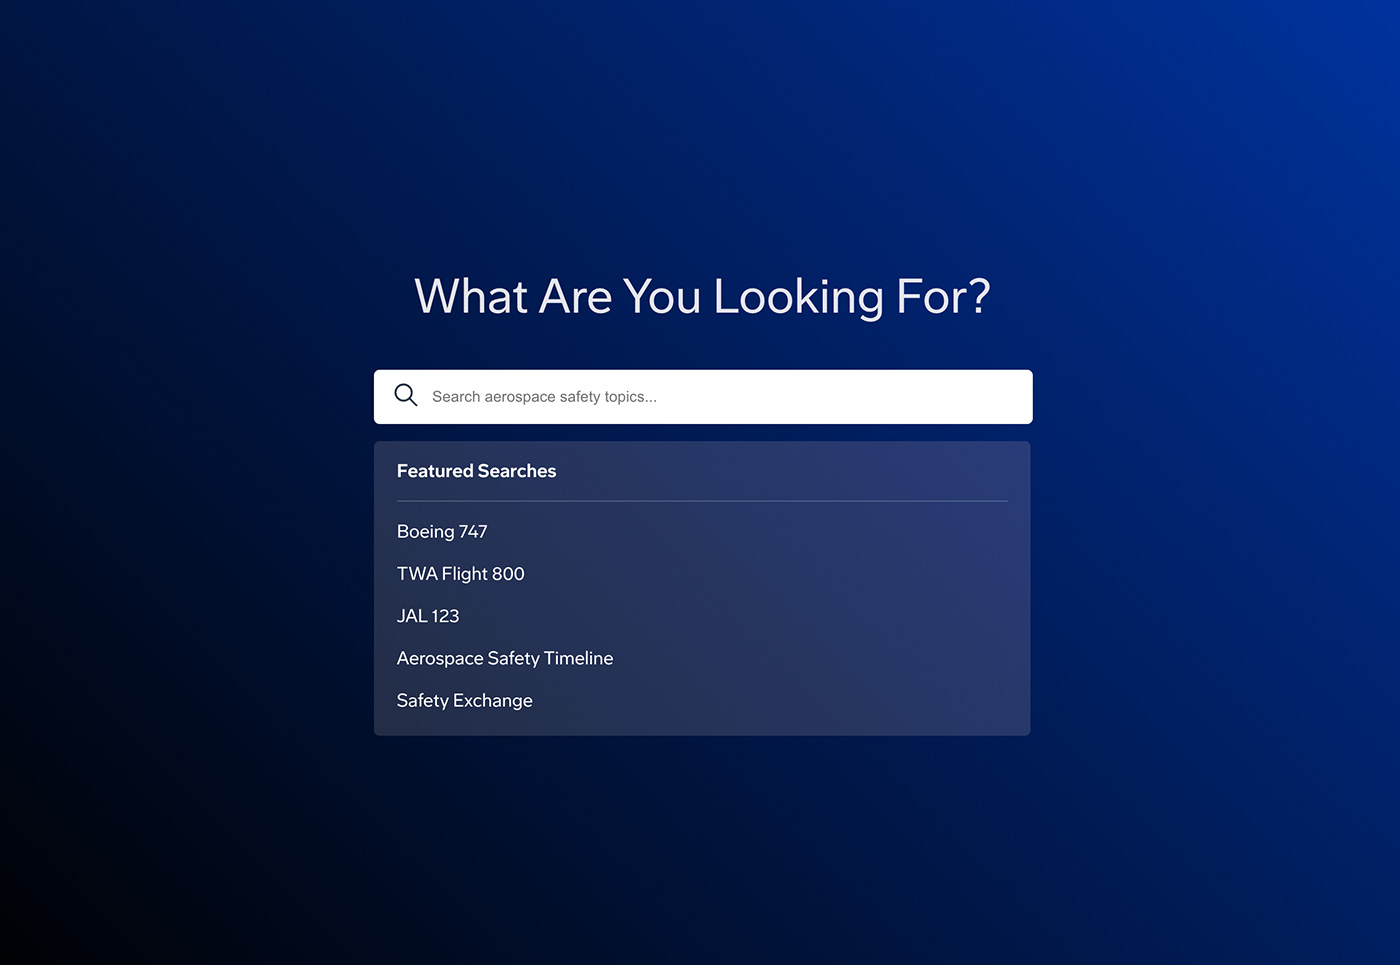 What Are You Looking For?
Search aerospace safety topics...
Featured Searches
Boeing 747
TWA Flight 800
JAL 123
Aerospace Safety Timeline
Safety Exchange